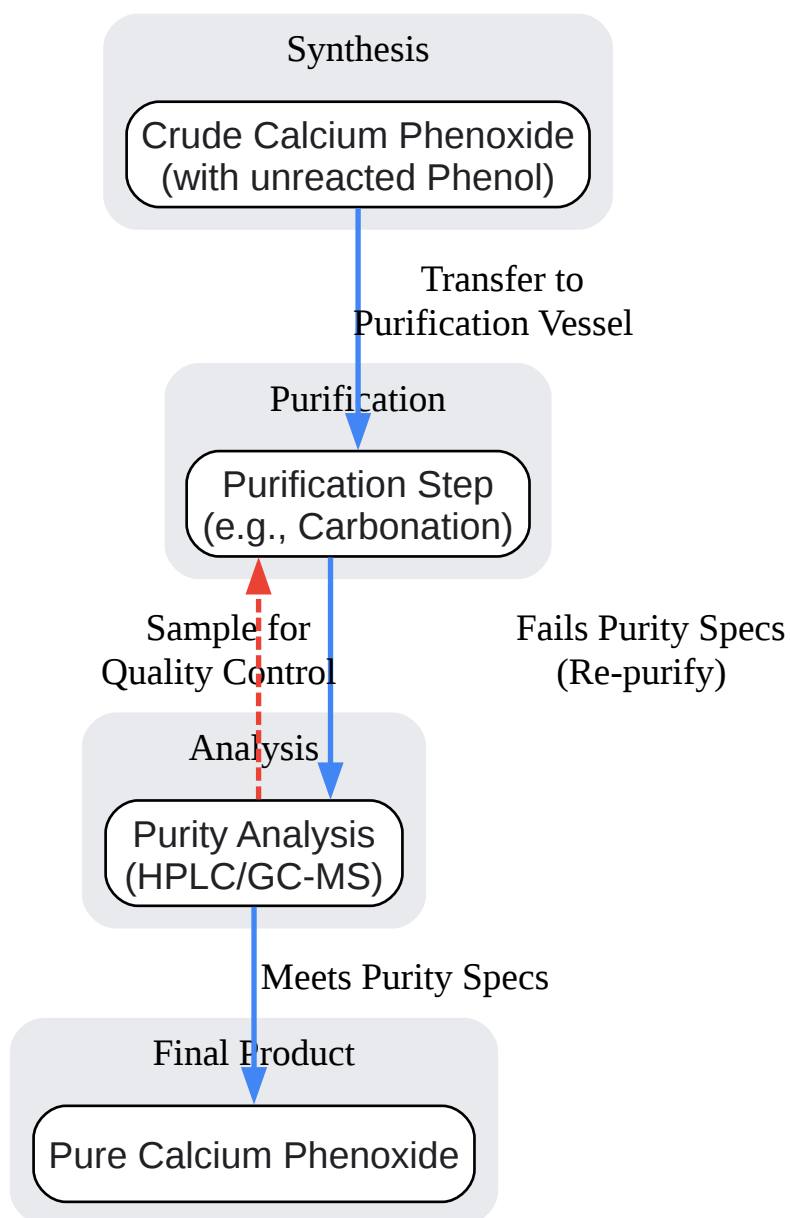 Synthesis
Crude Calcium Phenoxide
(with unreacted Phenol)
Transfer to
Purification Vessel
Purification
Purification Step
(e.g., Carbonation)
Sample for
Quality Control
Fails Purity Specs
(Re-purify)
Analysis
Purity Analysis
(HPLC/GC-MS)
Meets Purity Specs
Final Product
Pure Calcium Phenoxide